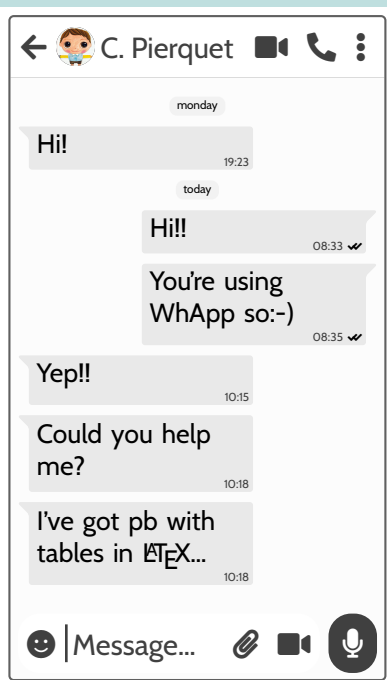 C. Pierquet
monday
Hi!
19:23
today
Hi!!
08:33
You're using
WhApp so:-)
08:35
Yep!!
10:15
Could you help
me?
10:18
I've got pb with
tables in LATEX...
10:18
Message...